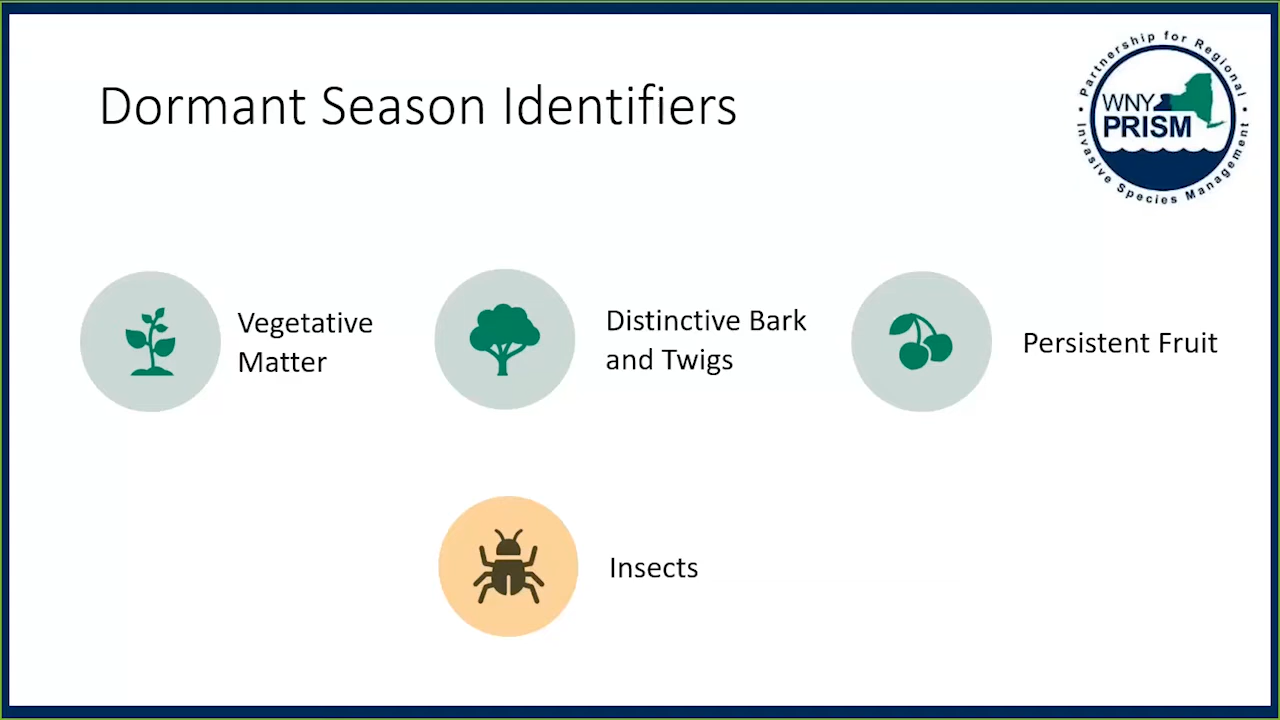 Dormant Season Identifiers
Partnership for Regional
WNY
PRISM
Invasive Species Management
Vegetative
Matter
Distinctive Bark
and Twigs
Persistent Fruit
Insects